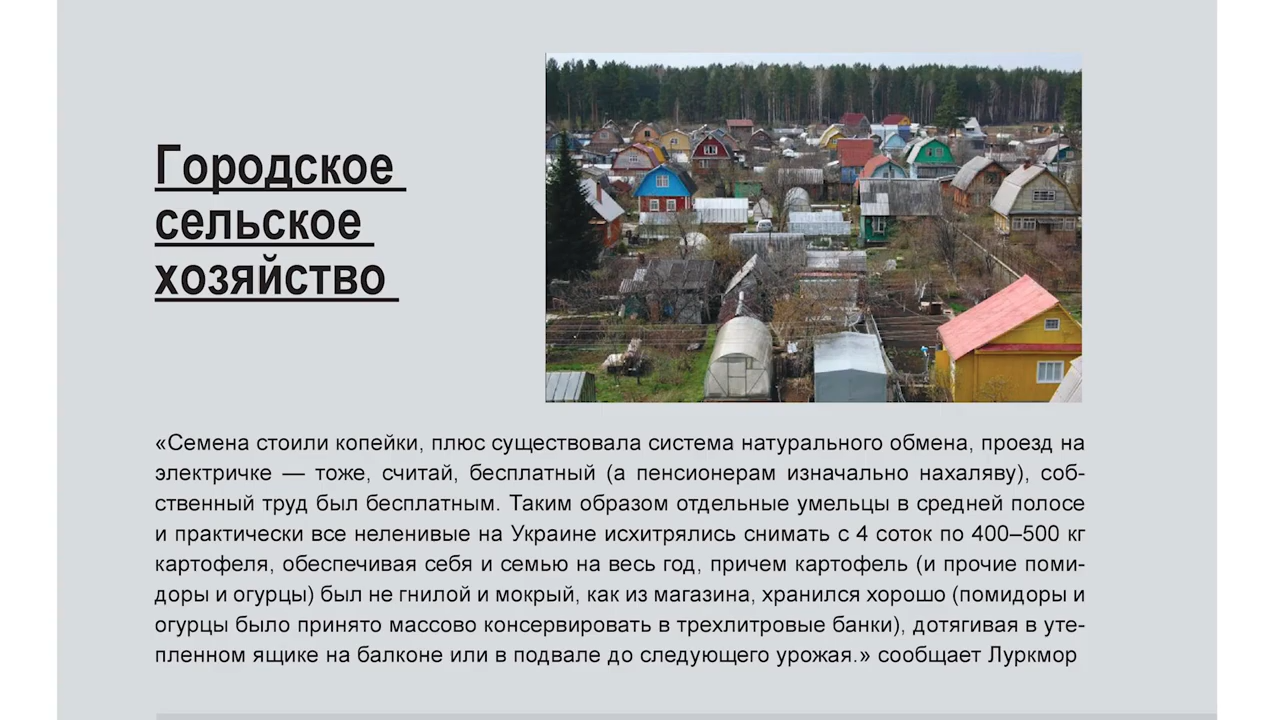 Городское
сельское
хозяйство
«Семена стоили копейки, плюс существовала система натурального обмена, проезд на
электричке — тоже, считай, бесплатный (а пенсионерам изначально нахаляву), соб-
ственный труд был бесплатным. Таким образом отдельные умельцы в средней полосе
и практически все неленивые на Украине исхитрялись снимать с 4 соток по 400–500 кг
картофеля, обеспечивая себя и семью на весь год, причем картофель (и прочие поми-
доры и огурцы) был не гнилой и мокрый, как из магазина, хранился хорошо (помидоры и
огурцы было принято массово консервировать в трехлитровые банки), дотягивая в уте-
пленном ящике на балконе или в подвале до следующего урожая.» сообщает Луркмор